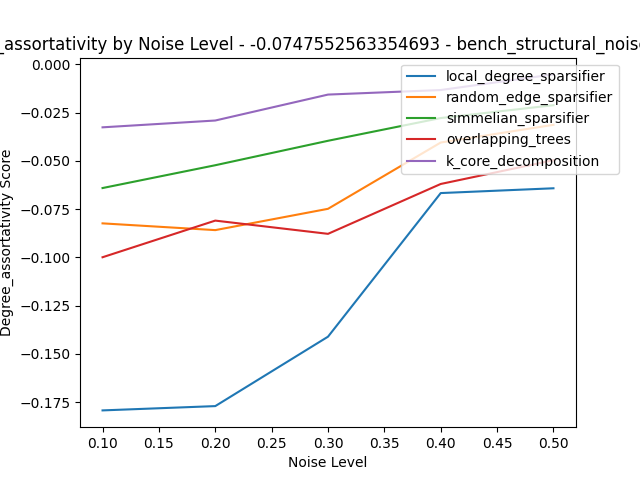 _assortativity by Noise Level - -0.0747552563354693 - bench_structural_nois
Degree_assortativity Score
0.000
−0.025
−0.050
−0.075
−0.100
−0.125
−0.150
−0.175
local_degree_sparsifier
random_edge_sparsifier
simmelian_sparsifier
overlapping_trees
k_core_decomposition
0.10
0.15
0.20
0.25
0.30
0.35
0.40
0.45
0.50
Noise Level